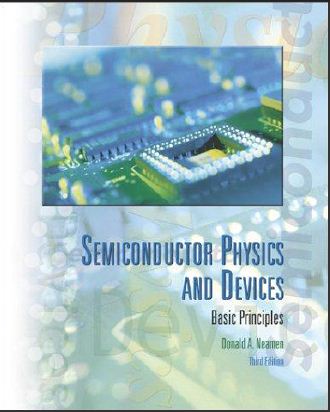 SEMICONDUCTOR PHYSICS
AND DEVICES
Basic Principles
Donald A. Neamen
Third Edition